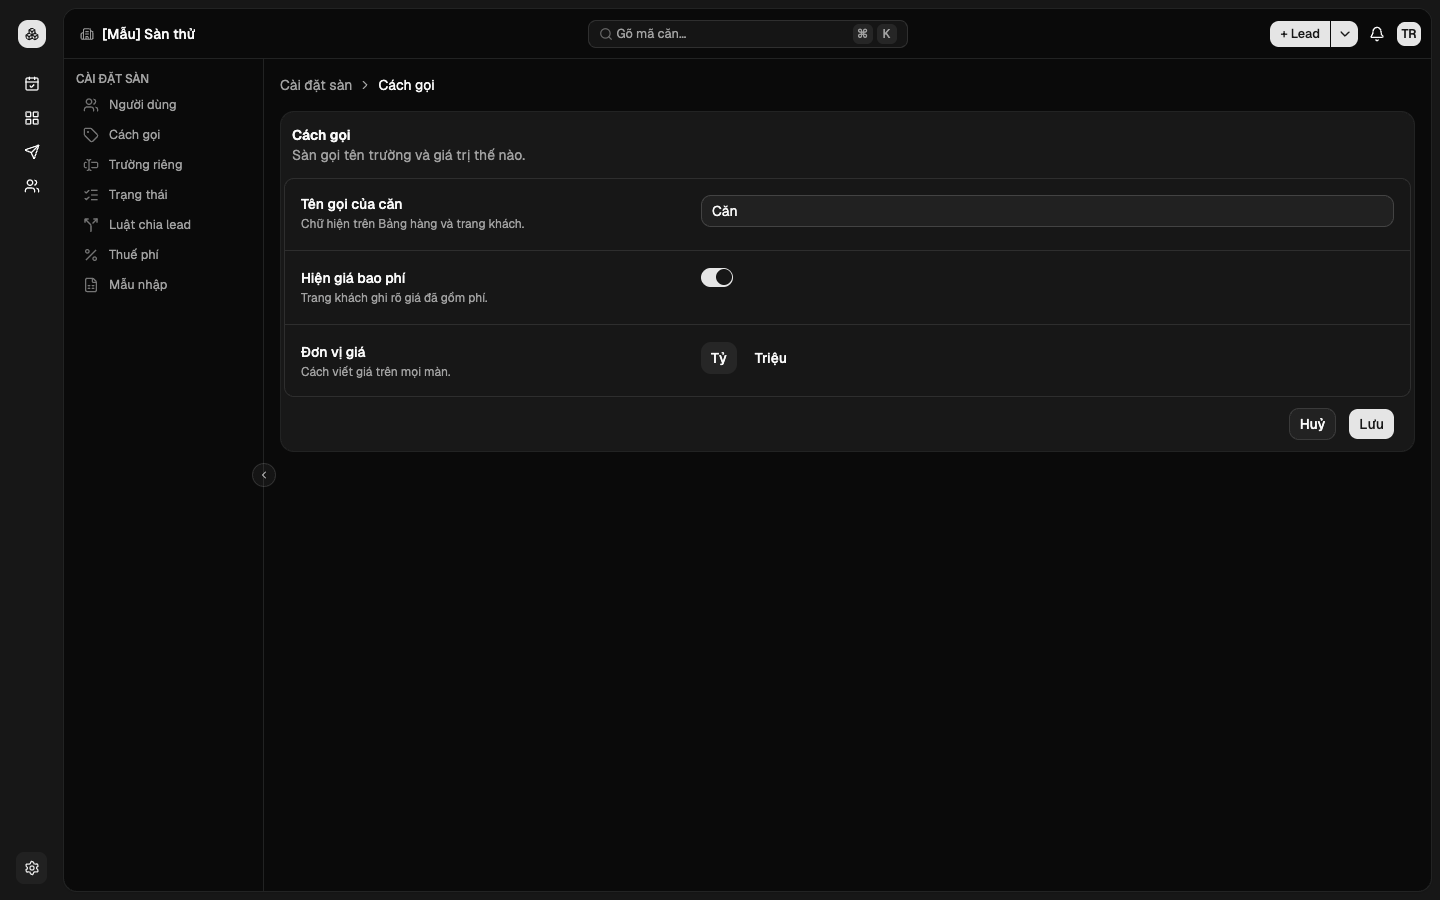 [Mẫu] Sàn thử
Gõ mã căn...
⌘ K
+ Lead
TR
CÀI ĐẶT SÀN
Người dùng
Cách gọi
Trường riêng
Trạng thái
Luật chia lead
Thuế phí
Mẫu nhập
Cài đặt sàn > Cách gọi
Cách gọi
Sàn gọi tên trường và giá trị thế nào.
Tên gọi của căn
Chữ hiện trên Bảng hàng và trang khách.
Căn
Hiện giá bao phí
Trang khách ghi rõ giá đã gồm phí.
Đơn vị giá
Cách viết giá trên mọi màn.
Tỷ
Triệu
Huỷ
Lưu